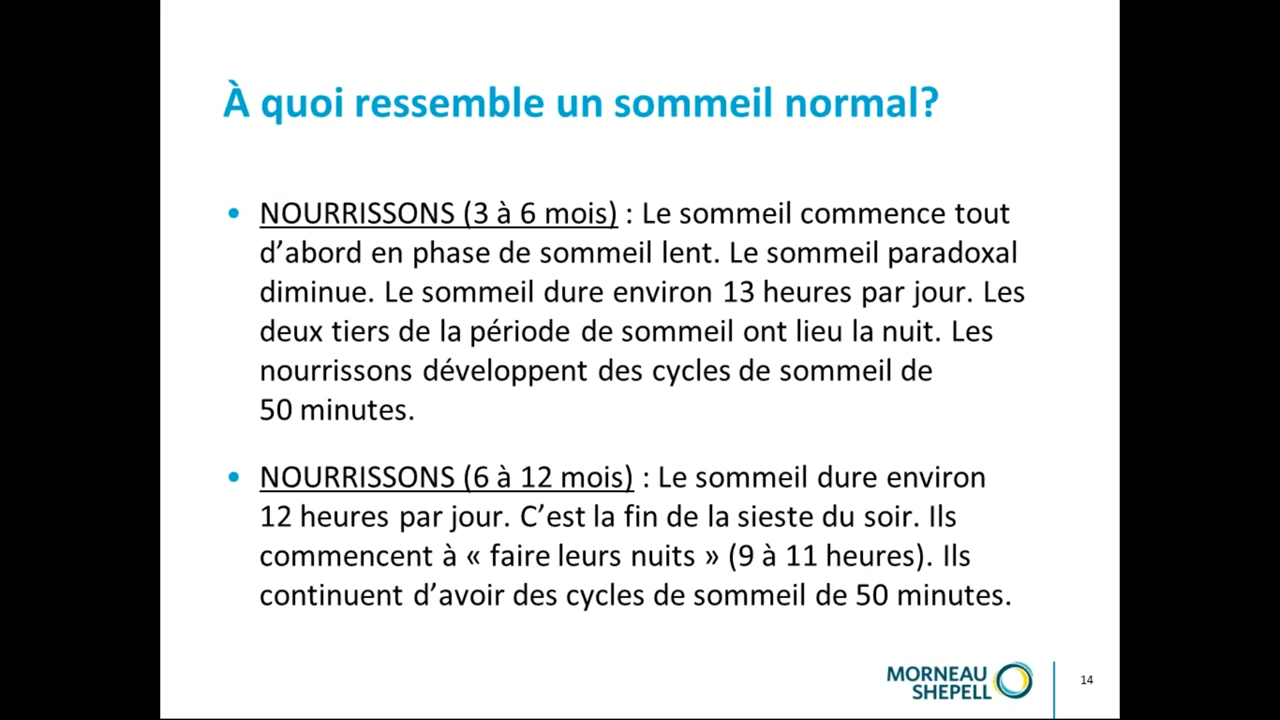 À quoi ressemble un sommeil normal?
• NOURRISSONS (3 à 6 mois) : Le sommeil commence tout
d’abord en phase de sommeil lent. Le sommeil paradoxal
diminue. Le sommeil dure environ 13 heures par jour. Les
deux tiers de la période de sommeil ont lieu la nuit. Les
nourrissons développent des cycles de sommeil de
50 minutes.
• NOURRISSONS (6 à 12 mois) : Le sommeil dure environ
12 heures par jour. C’est la fin de la sieste du soir. Ils
commencent à « faire leurs nuits » (9 à 11 heures). Ils
continuent d’avoir des cycles de sommeil de 50 minutes.
MORNEAU
SHEPELL
14